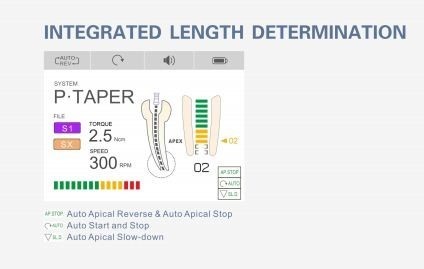 INTEGRATED LENGTH DETERMINATION
AUTO
REV
SYSTEM
P·TAPER
FILE
S1
TORQUE
2.5 Ncm
SX
SPEED
300 RPM
APEX
02
02
AP.STOP
AUTO
SL.D
AP.STOP Auto Apical Reverse & Auto Apical Stop
AUTO Auto Start and Stop
SL.D Auto Apical Slow-down